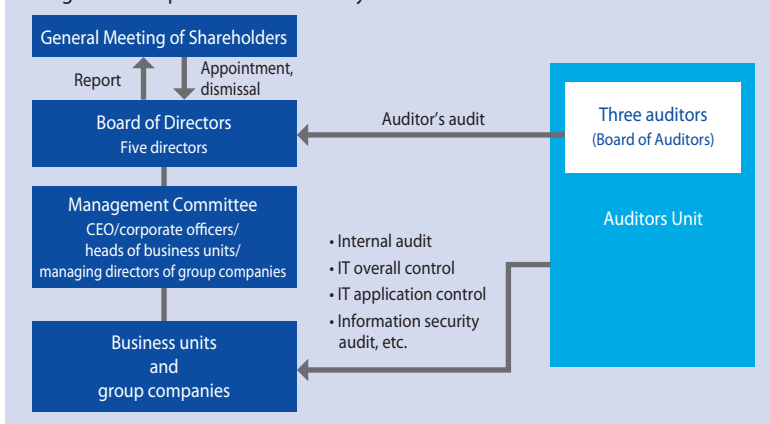 General Meeting of Shareholders
Report
Appointment,
dismissal
Board of Directors
Five directors
Auditor's audit
Three auditors
(Board of Auditors)
Management Committee
CEO/corporate officers/
heads of business units/
managing directors of group companies
Auditors Unit
• Internal audit
• IT overall control
• IT application control
• Information security
audit, etc.
Business units
and
group companies